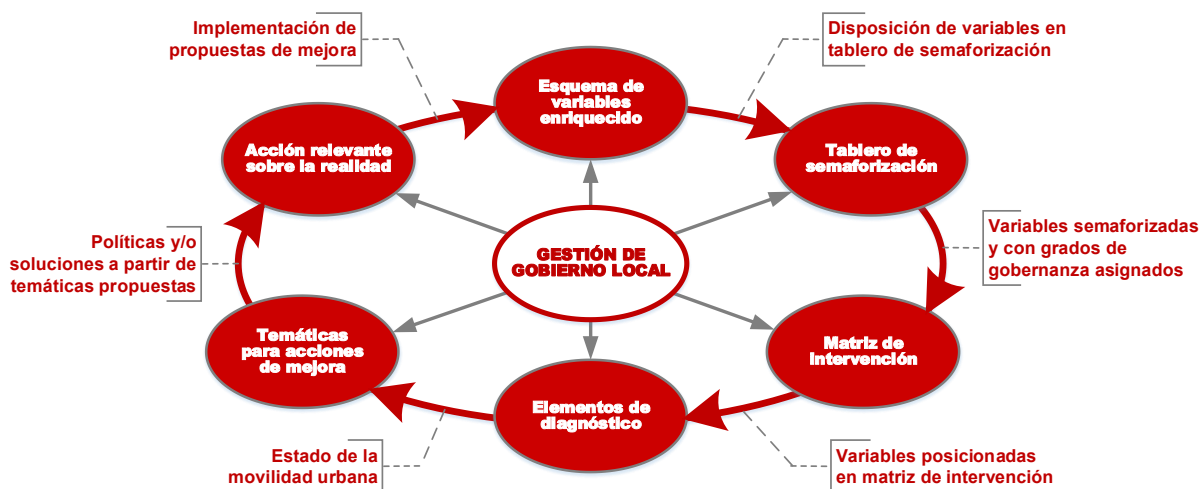 Implementación de
propuestas de mejora
Disposición de variables en
tablero de semaforización
Esquema de
variables
enriquecido
Acción relevante
sobre la realidad
Tablero de
semaforización
Políticas y/o
soluciones a partir de
temáticas propuestas
GESTIÓN DE
GOBIERNO LOCAL
Variables semaforizadas
y con grados de
gobernanza asignados
Temáticas
para acciones
de mejora
Matriz de
intervención
Elementos de
diagnóstico
Estado de la
movilidad urbana
Variables posicionadas
en matriz de intervención